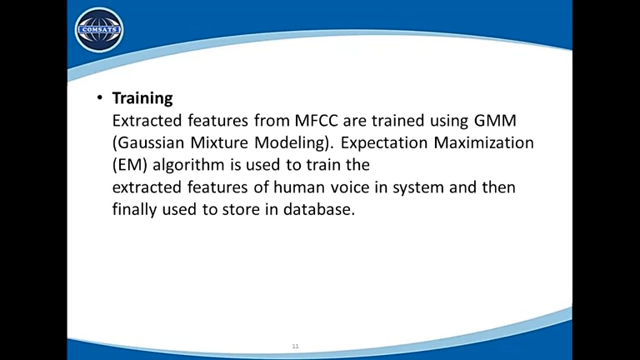 COMSATS
• Training
Extracted features from MFCC are trained using GMM
(Gaussian Mixture Modeling). Expectation Maximization
(EM) algorithm is used to train the
extracted features of human voice in system and then
finally used to store in database.
11